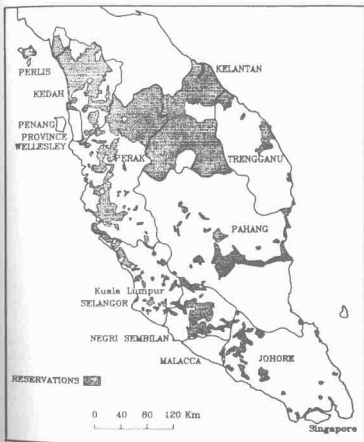 PERLIS
KELANTAN
KEDAH
PENANG
PROVINCE
WELLESLEY
PERAK
TRENGGANU
PAHANG
Kuala Lumpur
SELANGOR
NEGRI SEMBILAN
MALACCA
JOHORE
RESERVATIONS
0 40 80 120 Km
Singapore